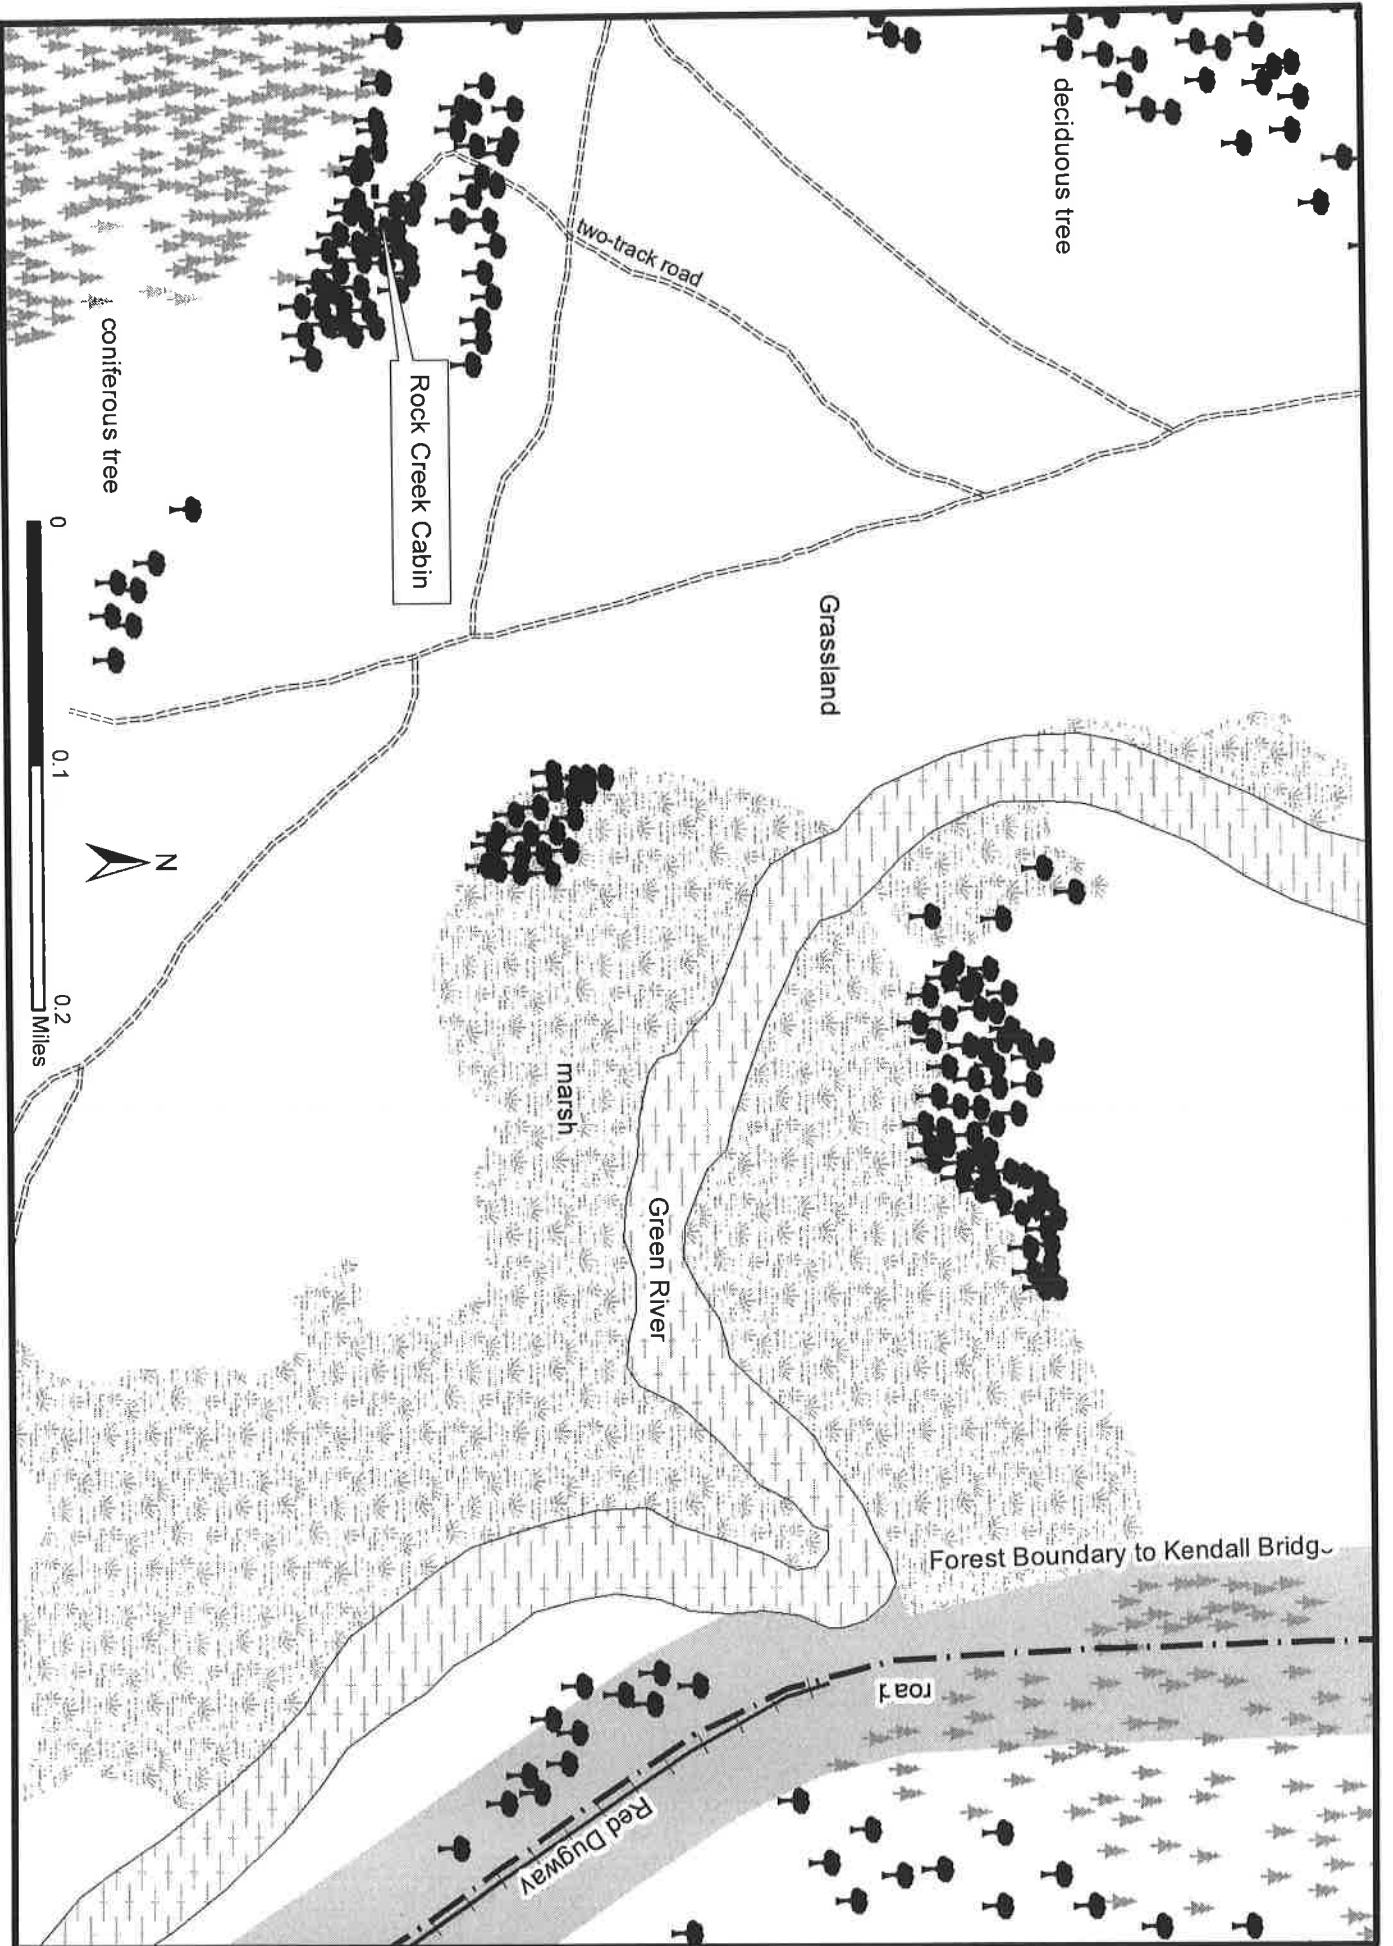 deciduous tree
two-track road
Rock Creek Cabin
coniferous tree
Grassland
marsh
Green River
Forest Boundary to Kendall Bridge
road
Red Dugway
N
0 0.1 0.2
Miles